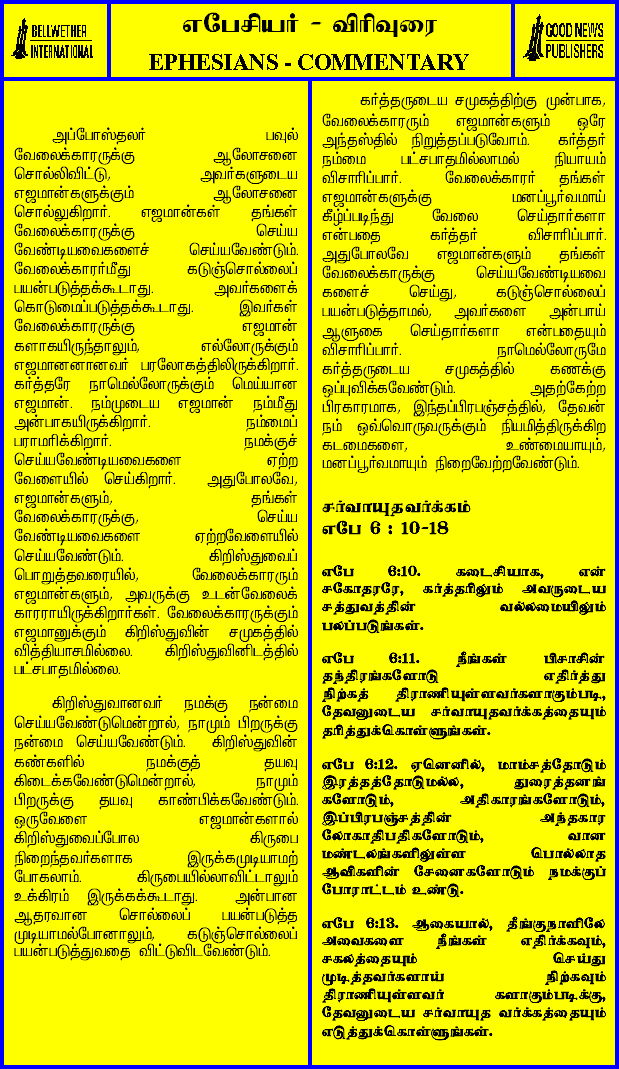 BELLWETHER
INTERNATIONAL
எபேசியர் - விரிவுரை
EPHESIANS - COMMENTARY
GOOD NEWS
PUBLISHERS
அப்போஸ்தலர் பவுல்
வேலைக்காரருக்கு ஆலோசனை
சொல்லிவிட்டு, அவர்களுடைய
எஜமான்களுக்கும் ஆலோசனை
சொல்லுகிறார். எஜமான்கள் தங்கள்
வேலைக்காரருக்கு செய்ய
வேண்டியவைகளைச் செய்யவேண்டும்.
வேலைக்காரர்மீது கடுஞ்சொல்லைப்
பயன்படுத்தக்கூடாது. அவர்களைக்
கொடுமைப்படுத்தக்கூடாது. இவர்கள்
வேலைக்காரருக்கு எஜமான்
களாகயிருந்தாலும், எல்லோருக்கும்
எஜமானனானவர் பரலோகத்திலிருக்கிறார்.
கர்த்தரே நாமெல்லோருக்கும் மெய்யான
எஜமான். நம்முடைய எஜமான் நம்மீது
அன்பாகயிருக்கிறார். நம்மைப்
பராமரிக்கிறார். நமக்குச்
செய்யவேண்டியவைகளை ஏற்ற
வேளையில் செய்கிறார். அதுபோலவே,
எஜமான்களும், தங்கள்
வேலைக்காரருக்கு, செய்ய
வேண்டியவைகளை ஏற்றவேளையில்
செய்யவேண்டும். கிறிஸ்துவைப்
பொறுத்தவரையில், வேலைக்காரரும்
எஜமான்களும், அவருக்கு உடன்வேலைக்
காரராயிருக்கிறார்கள். வேலைக்காரருக்கும்
எஜமானுக்கும் கிறிஸ்துவின் சமுகத்தில்
வித்தியாசமில்லை. கிறிஸ்துவினிடத்தில்
பட்சபாதமில்லை.
கிறிஸ்துவானவர் நமக்கு நன்மை
செய்யவேண்டுமென்றால், நாமும் பிறருக்கு
நன்மை செய்யவேண்டும். கிறிஸ்துவின்
கண்களில் நமக்குத் தயவு
கிடைக்கவேண்டுமென்றால், நாமும்
பிறருக்கு தயவு காண்பிக்கவேண்டும்.
ஒருவேளை எஜமான்களால்
கிறிஸ்துவைப்போல கிருபை
நிறைந்தவர்களாக இருக்கமுடியாமற்
போகலாம். கிருபையில்லாவிட்டாலும்
உக்கிரம் இருக்கக்கூடாது. அன்பான
ஆதரவான சொல்லைப் பயன்படுத்த
முடியாமல்போனாலும், கடுஞ்சொல்லைப்
பயன்படுத்துவதை விட்டுவிடவேண்டும்.
கர்த்தருடைய சமுகத்திற்கு முன்பாக,
வேலைக்காரரும் எஜமான்களும் ஒரே
அந்தஸ்தில் நிறுத்தப்படுவோம். கர்த்தர்
நம்மை பட்சபாதமில்லாமல் நியாயம்
விசாரிப்பார். வேலைக்காரர் தங்கள்
எஜமான்களுக்கு மனப்பூர்வமாய்
கீழ்ப்படிந்து வேலை செய்தார்களா
என்பதை கர்த்தர் விசாரிப்பார்.
அதுபோலவே எஜமான்களும் தங்கள்
வேலைக்காருக்கு செய்யவேண்டியவை
களைச் செய்து, கடுஞ்சொல்லைப்
பயன்படுத்தாமல், அவர்களை அன்பாய்
ஆளுகை செய்தார்களா என்பதையும்
விசாரிப்பார். நாமெல்லோருமே
கர்த்தருடைய சமுகத்தில் கணக்கு
ஒப்புவிக்கவேண்டும். அதற்கேற்ற
பிரகாரமாக, இந்தப்பிரபஞ்சத்தில், தேவன்
நம் ஒவ்வொருவருக்கும் நியமித்திருக்கிற
கடமைகளை, உண்மையாயும்,
மனப்பூர்வமாயும் நிறைவேற்றவேண்டும்.
சர்வாயுதவர்க்கம்
எபே 6 : 10-18
எபே 6:10. கடைசியாக, என்
சகோதரரே, கர்த்தரிலும் அவருடைய
சத்துவத்தின் வல்லமையிலும்
பலப்படுங்கள்.
எபே 6:11. நீங்கள் பிசாசின்
தந்திரங்களோடு எதிர்த்து
நிற்கத் திராணியுள்ளவர்களாகும்படி,
தேவனுடைய சர்வாயுதவர்க்கத்தையும்
தரித்துக்கொள்ளுங்கள்.
எபே 6:12. ஏனெனில், மாம்சத்தோடும்
இரத்தத்தோடுமல்ல, துரைத்தனங்
களோடும், அதிகாரங்களோடும்,
இப்பிரபஞ்சத்தின் அந்தகார
லோகாதிபதிகளோடும், வான
மண்டலங்களிலுள்ள பொல்லாத
ஆவிகளின் சேனைகளோடும் நமக்குப்
போராட்டம் உண்டு.
எபே 6:13. ஆகையால், தீங்குநாளிலே
அவைகளை நீங்கள் எதிர்க்கவும்,
சகலத்தையும் செய்து
முடித்தவர்களாய் நிற்கவும்
திராணியுள்ளவர் களாகும்படிக்கு,
தேவனுடைய சர்வாயுத வர்க்கத்தையும்
எடுத்துக்கொள்ளுங்கள்.